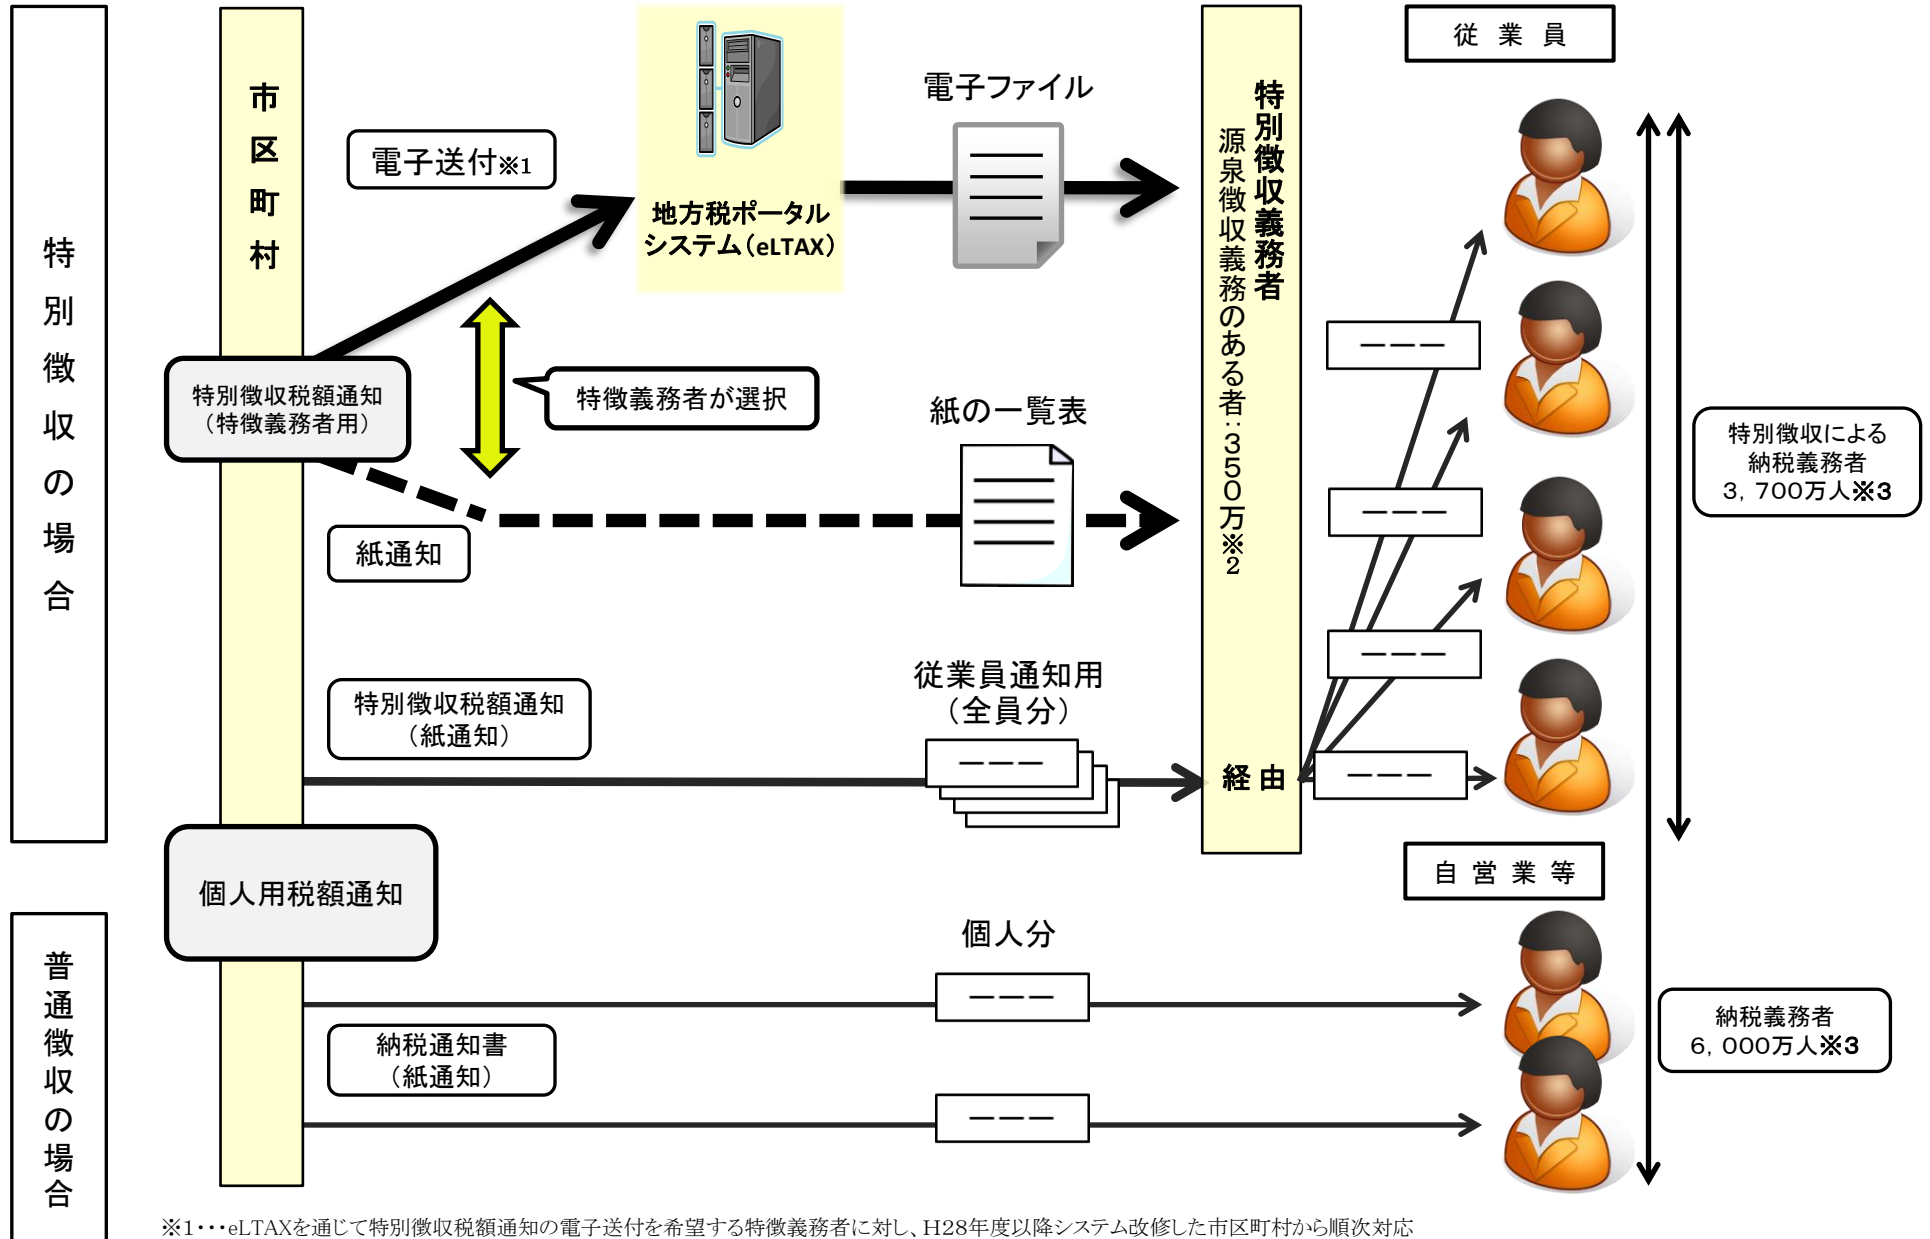 特別徴収の場合
市区町村
電子送付※1
地方税ポータル
システム（eLTAX）
電子ファイル
特別徴収義務者
源泉徴収義務のある者：３５０万※２
従業員
特別徴収税額通知
（特徴義務者用）
特徴義務者が選択
紙の一覧表
紙通知
特別徴収による
納税義務者
３，７００万人※３
特別徴収税額通知
（紙通知）
従業員通知用
（全員分）
経由
自営業等
個人用税額通知
普通徴収の場合
個人分
納税通知書
（紙通知）
納税義務者
６，０００万人※３
※１・・・eLTAXを通じて特別徴収税額通知の電子送付を希望する特徴義務者に対し、Ｈ２８年度以降システム改修した市区町村から順次対応